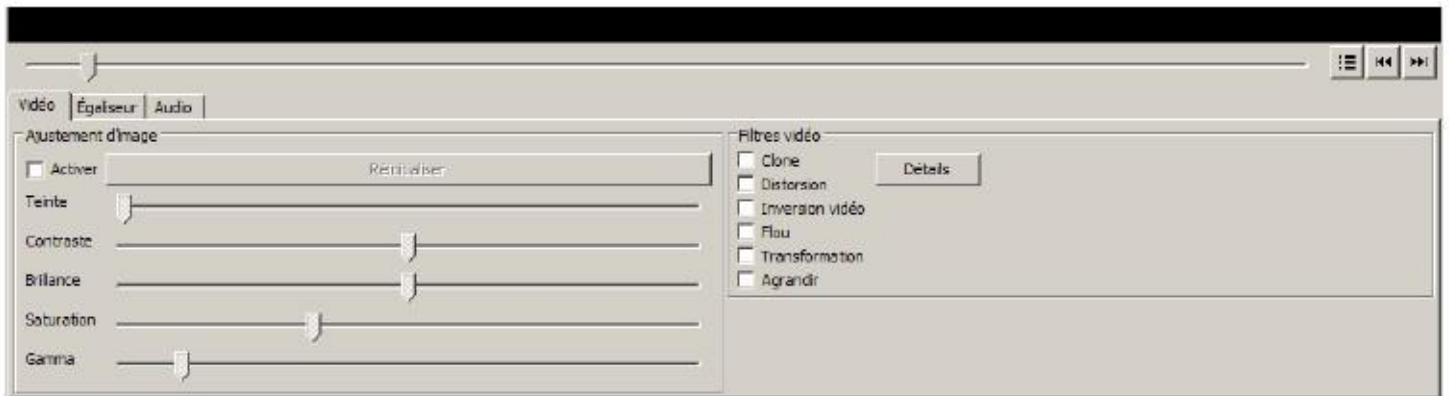 Vidéo
Égaliseur
Audio
Ajustement d'image
Activer
Réinitialiser
Teinte
Contraste
Brillance
Saturation
Gamma
Filtres vidéo
Clone
Détails
Distorsion
Inversion vidéo
Flou
Transformation
Agrandir